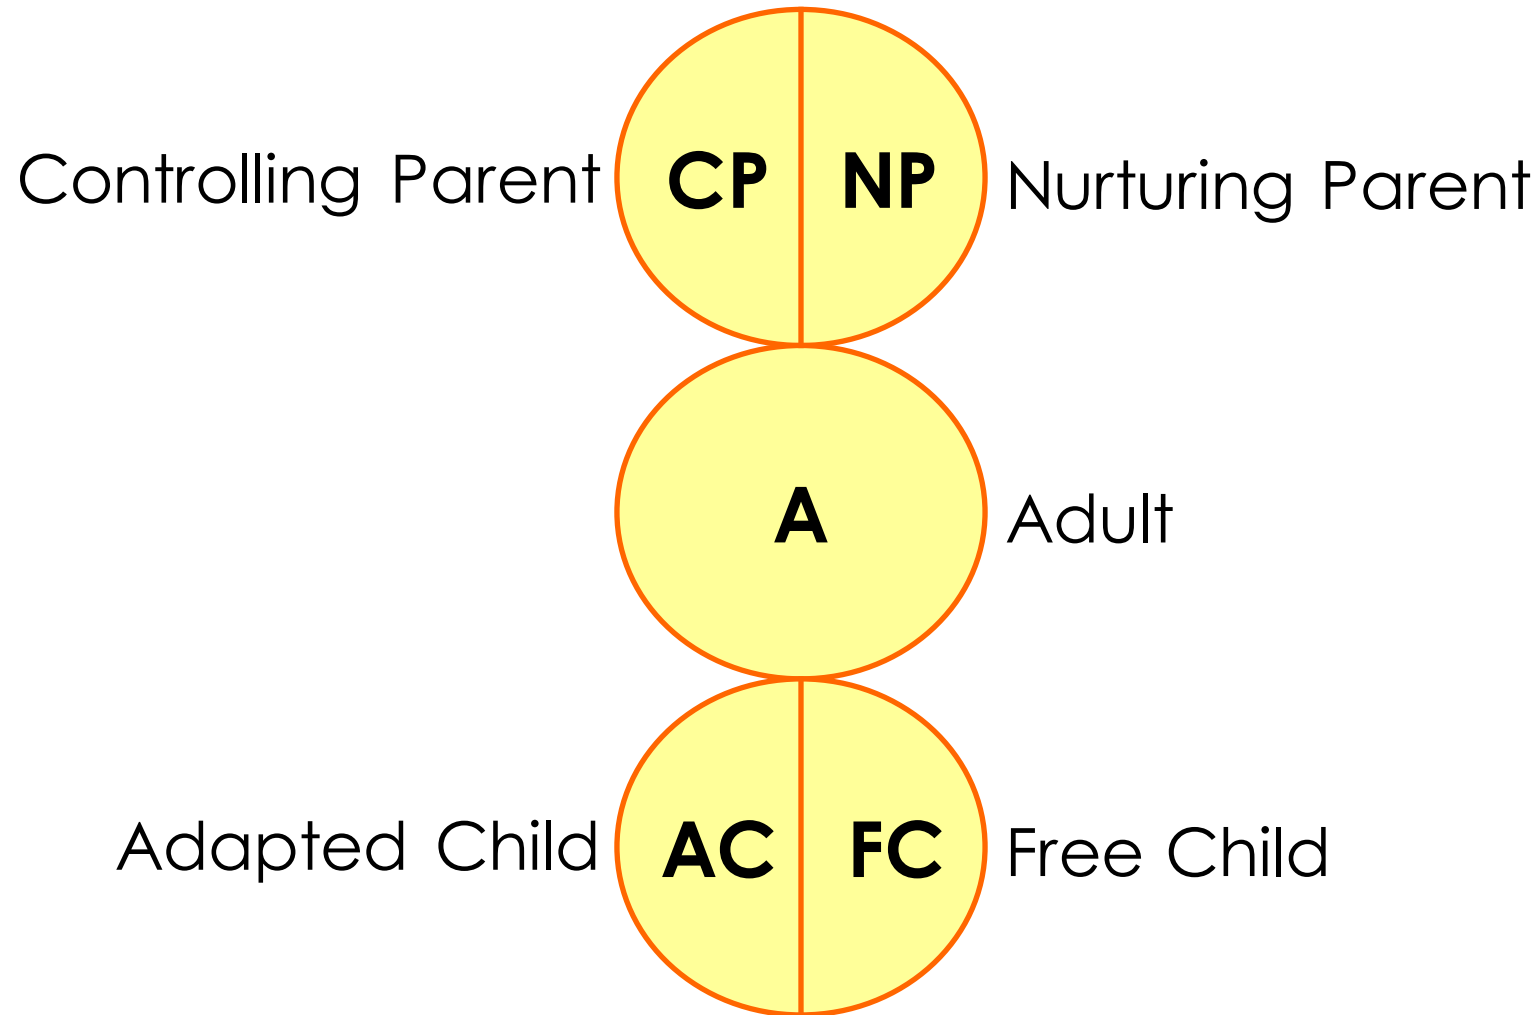 Controlling Parent CP NP Nurturing Parent
A Adult
Adapted Child AC FC Free Child